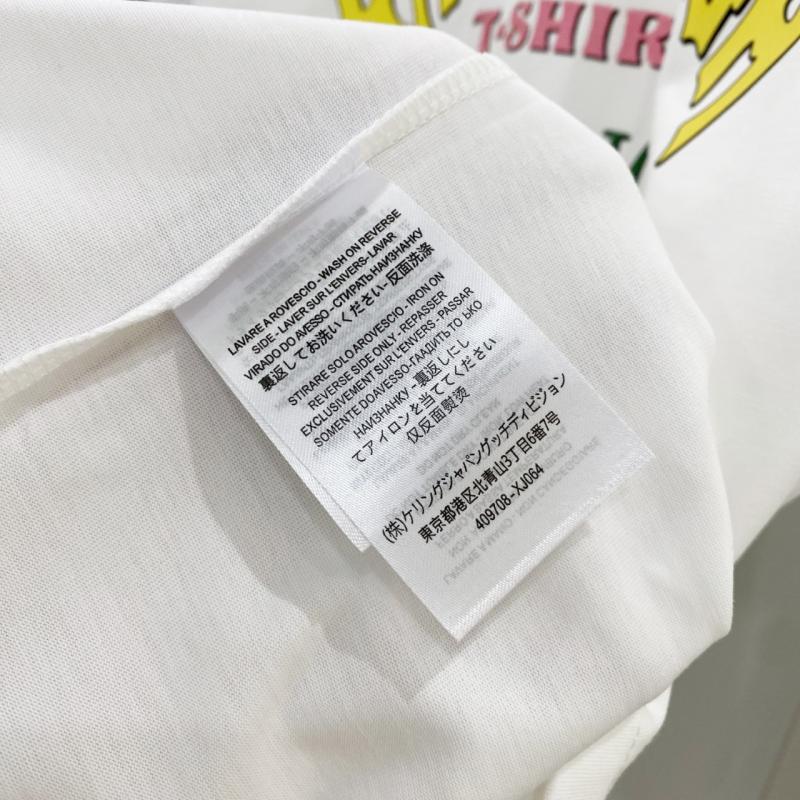 T-SHIR
LAVARE A ROVESCIO - WASH ON REVERSE
SIDE - LAVER SUR L'ENVERS- LAVAR
VIRADO DO AVESSO - СТИРАТЬ НАИЗНАНКУ
裏返してお洗いください-反面洗涤
STIRARE SOLO AROVESCIO - IRON ON
REVERSE SIDE ONLY - REPASSER
EXCLUSIVEMENT SUR L'ENVERS - PASSAR
SOMENTE DO AVESSO-ГААДИТЬ ТО ЬКО
НАИЗНАНКУ - 裏返しにし
てアイロンを当ててください
仅反面熨烫
(株)ケリングジャパングッチディビジョン
東京都港区北青山3丁目6番7号
409708-XJ064